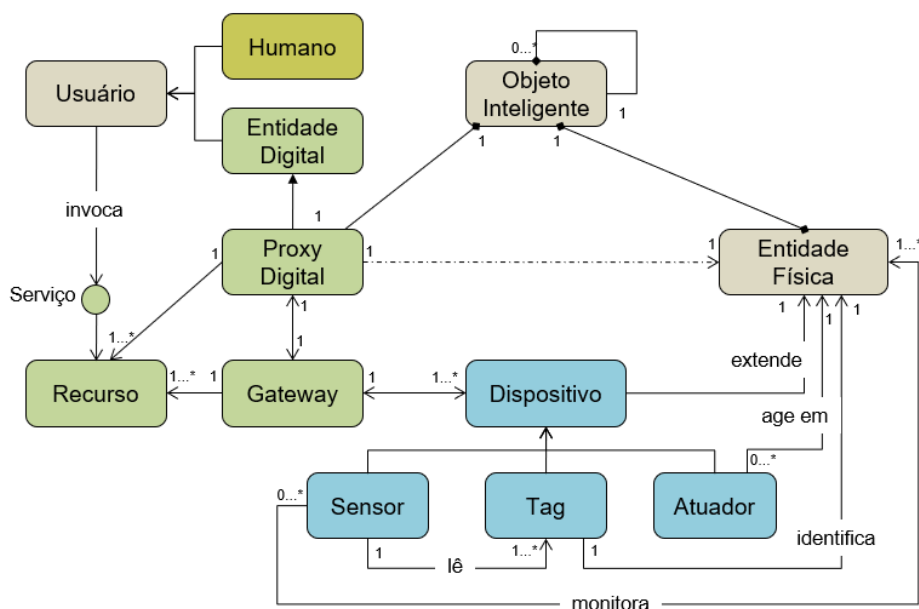 Humano
0...*
Usuário
Objeto
Inteligente
1
1
1
Entidade
Digital
invoca
1
1
Proxy
Digital
1
1
Entidade
Física
1...*
Serviço
1
1
1
1
1...*
1
extende
Recurso
1...*
1
Gateway
1
1...*
Dispositivo
age em
0...*
0...*
Sensor
Tag
Atuador
identifica
1
lê
1...*
1
monitora